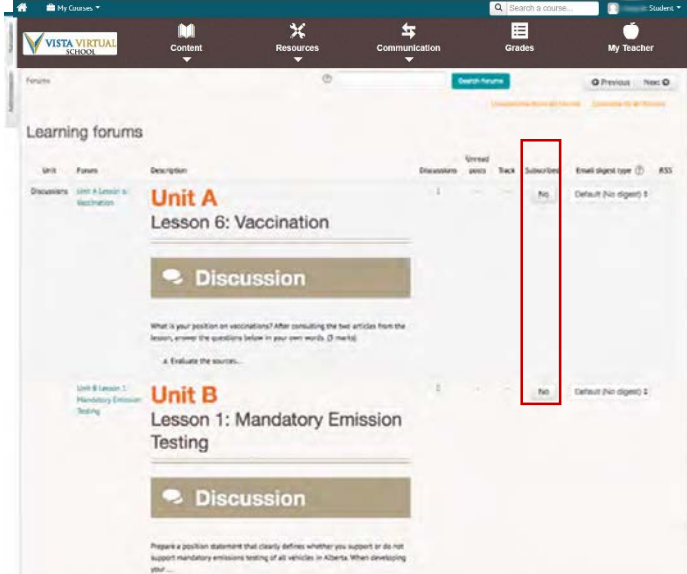 My Courses
Search a course...
Student
VISTA VIRTUAL
SCHOOL
Content
Resources
Communication
Grades
My Teacher
Forums
Search forums
Previous
Next
Learning forums
Unit
Forum
Description
Discussions
Unread posts
Track
Subscribed
Email digest type
RSS
Discussions
Unit A Lesson 6:
Vaccination
Unit A
Lesson 6: Vaccination
No
Default (No digest)
Discussion
What is your position on vaccinations? After consulting the two articles from the
lesson, answer the questions below in your own words. (3 marks)
a. Evaluate the sources...
Unit B Lesson 1:
Mandatory Emission
Testing
Unit B
Lesson 1: Mandatory Emission
Testing
No
Default (No digest)
Discussion
Prepare a position statement that clearly defines whether you support or do not
support mandatory emissions testing of all vehicles in Alberta. When developing
your ...